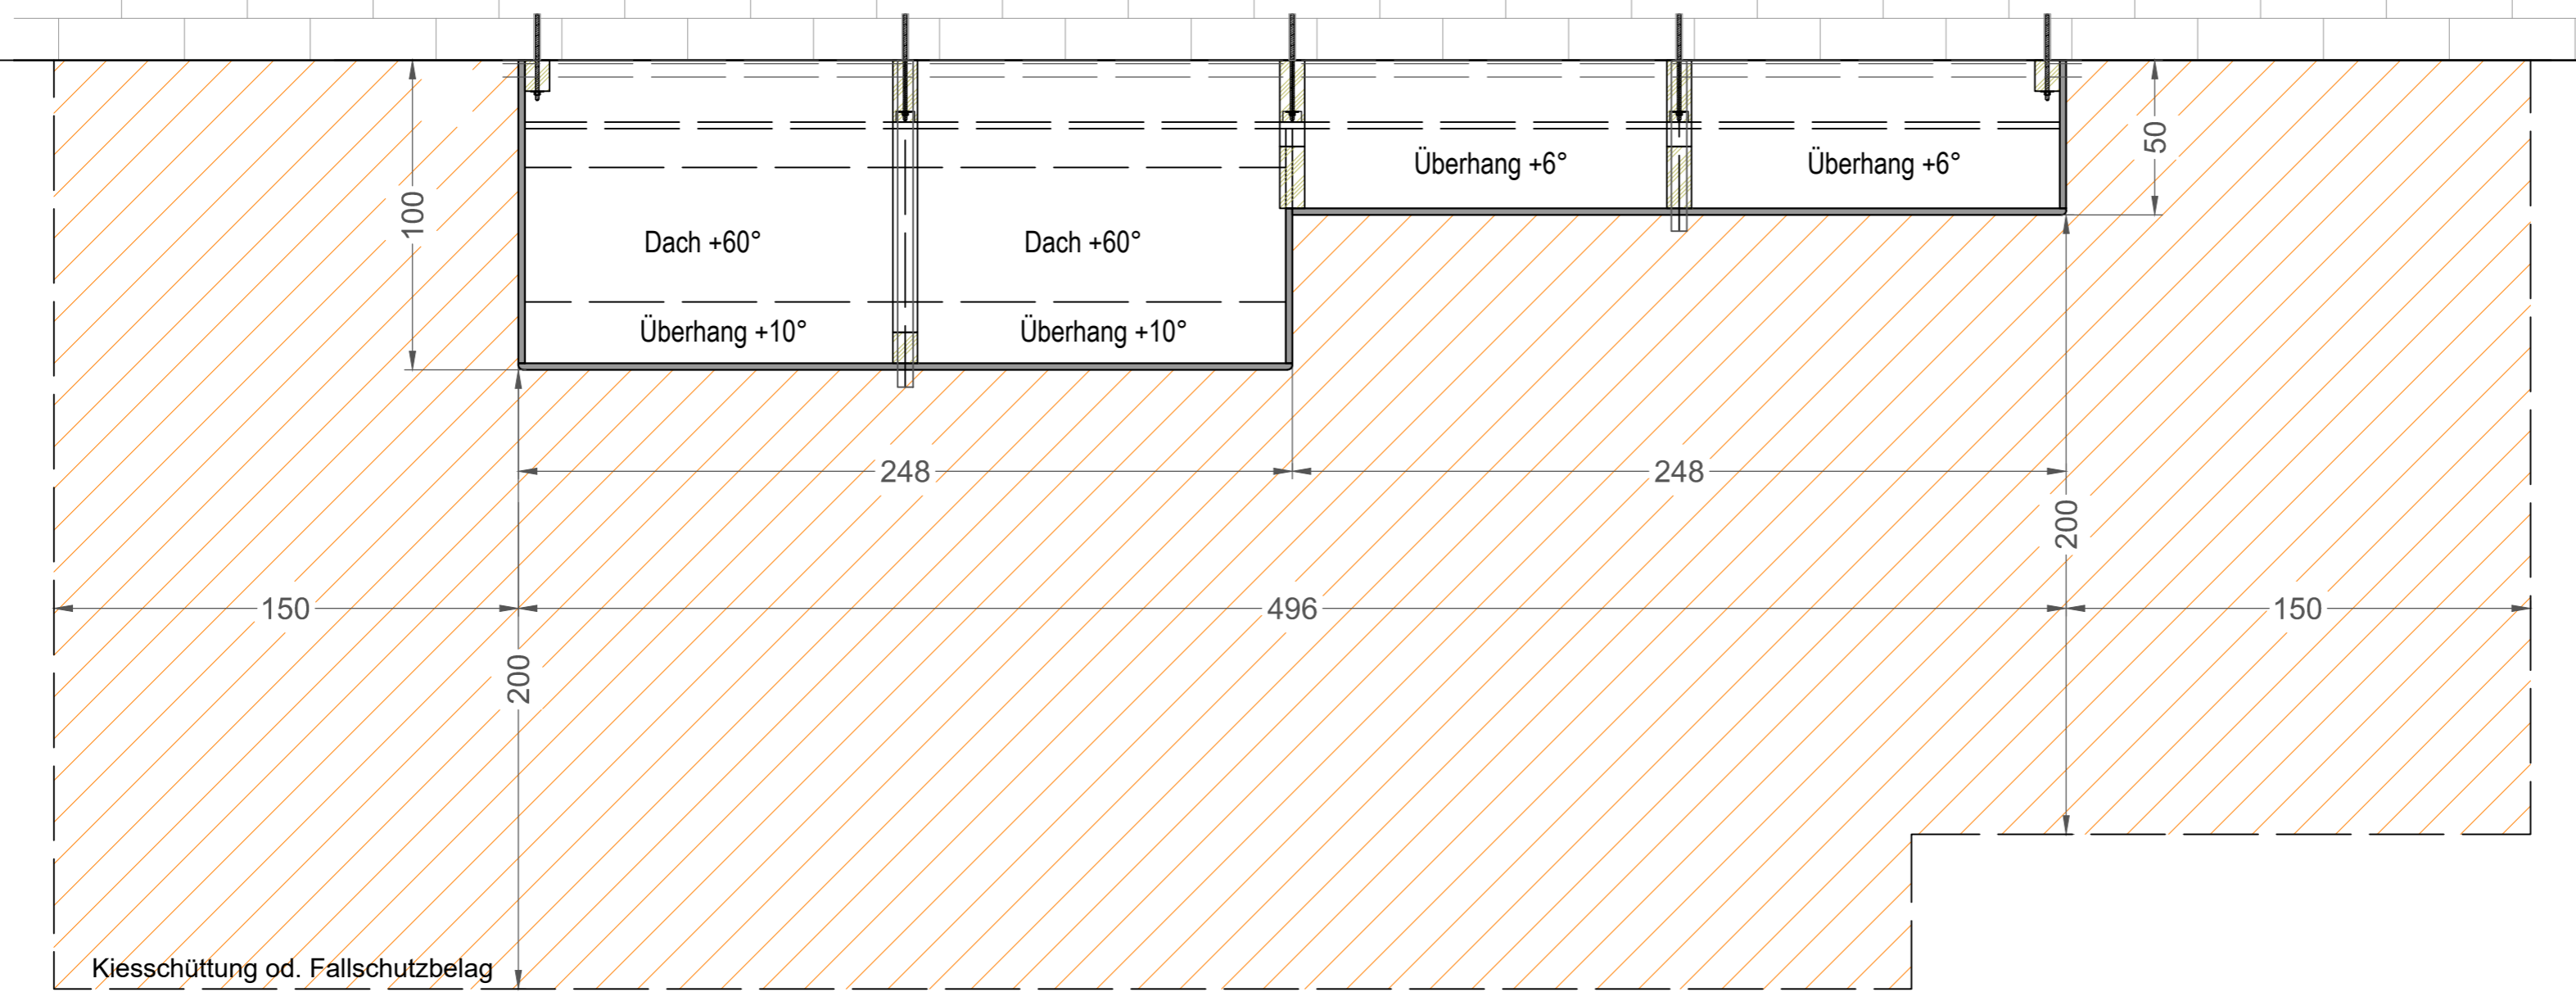 50
Überhang +6°
Überhang +6°
100
Dach +60°
Dach +60°
Überhang +10°
Überhang +10°
248
248
200
150
496
150
200
Kiesschüttung od. Fallschutzbelag